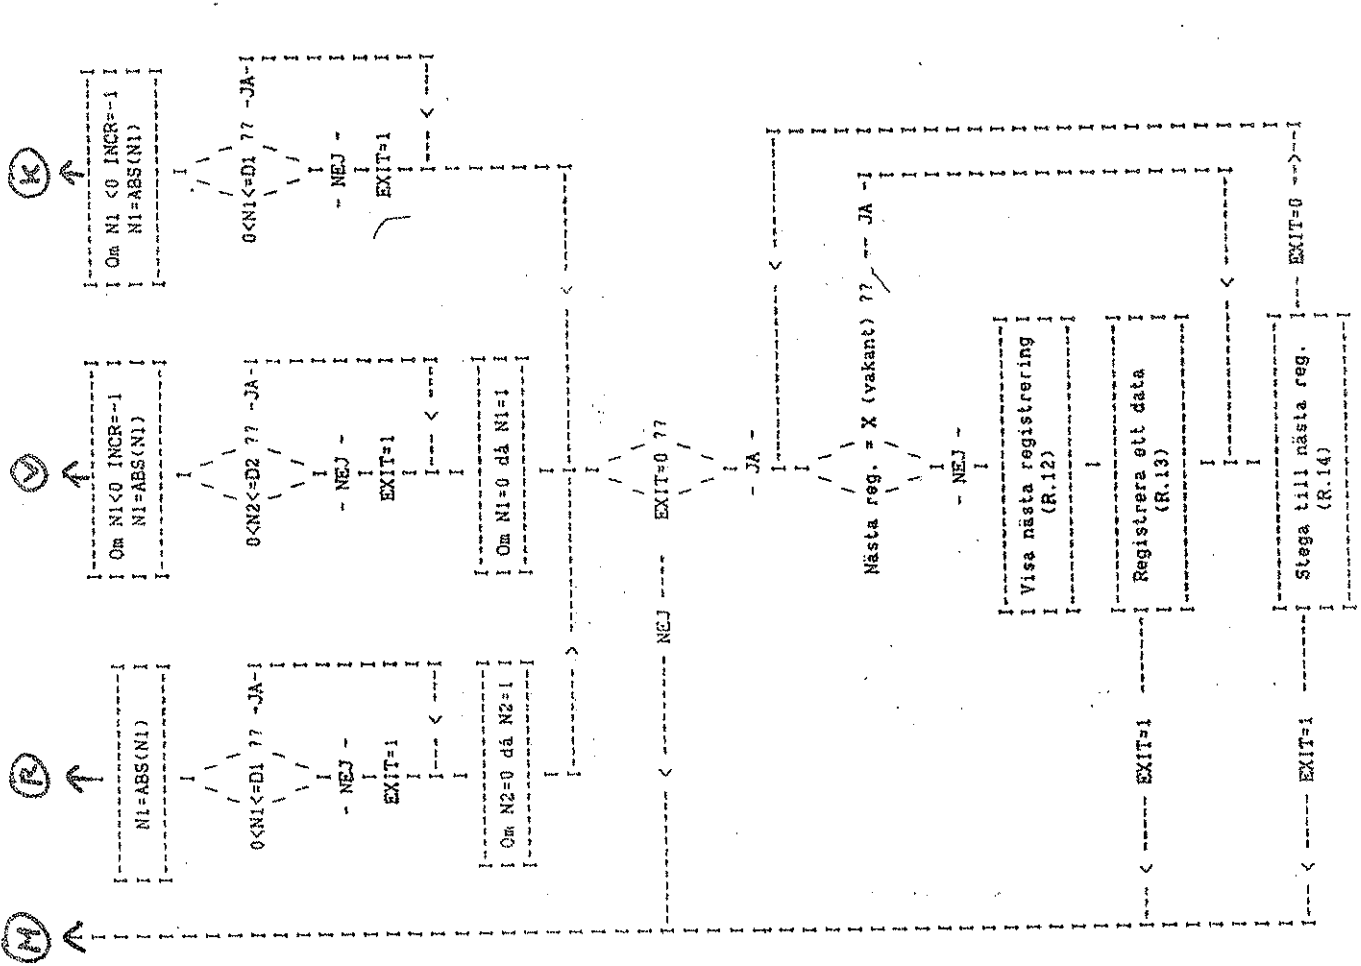 M R V K
N1=ABS(N1)
Om N1<0 INCR=-1
N1=ABS(N1)
Om N1 <0 INCR=-1
N1=ABS(N1)
0<N1<=D1 ?? -JA-
0<N2<=D2 ?? -JA-
0<N1<=D1 ?? -JA-
- NEJ -
- NEJ -
- NEJ -
EXIT=1
EXIT=1
EXIT=1
Om N2=0 då N2=1
Om N1=0 då N1=1
NEJ
EXIT=0 ??
- JA -
Nästa reg. = X (vakant) ?? -- JA -
- NEJ -
Visa nästa registrering
(R.12)
EXIT=1
Registrera ett data
(R.13)
EXIT=1
Stega till nästa reg.
(R.14)
EXIT=0